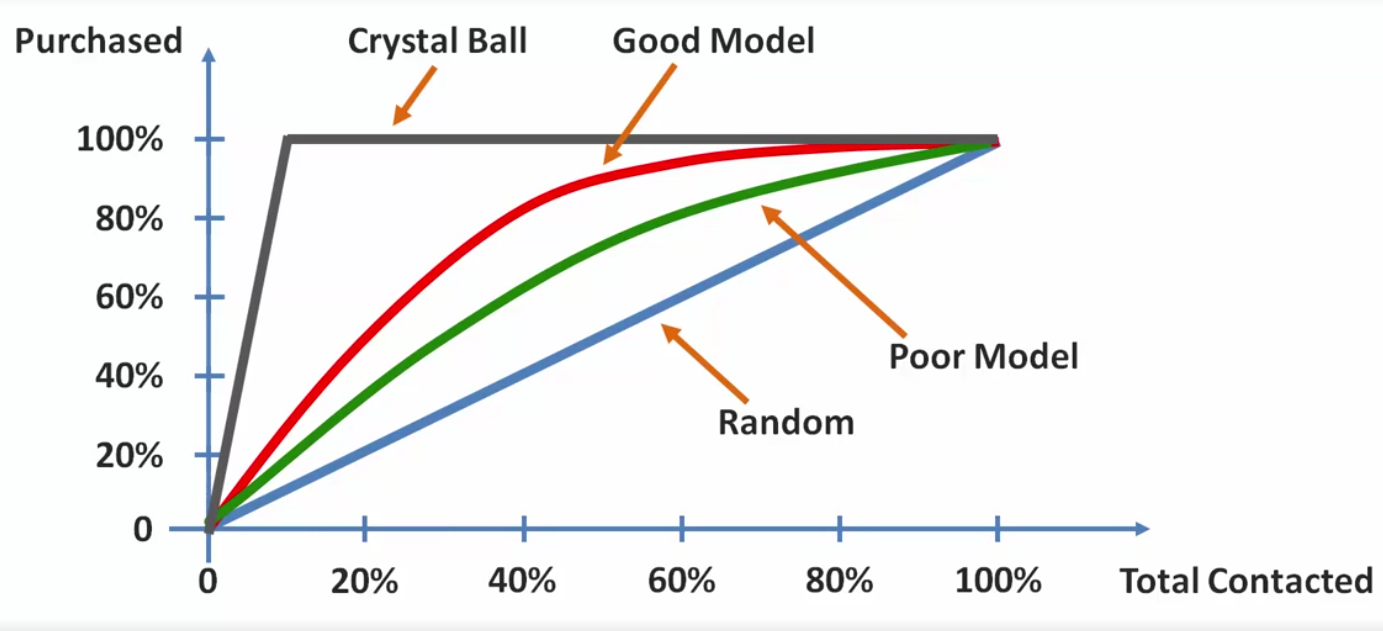 Purchased
Crystal Ball
Good Model
100%
80%
60%
40%
20%
0
Poor Model
Random
0
20%
40%
60%
80%
100%
Total Contacted